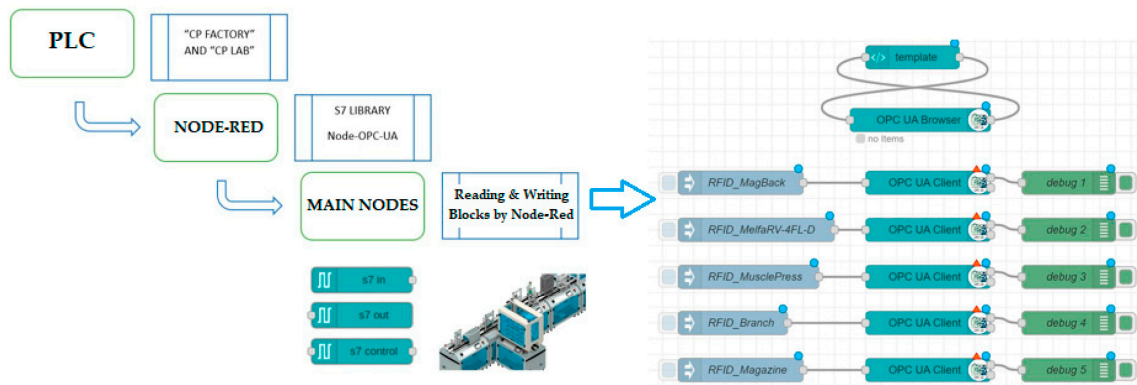 PLC
“CP FACTORY”
AND “CP LAB”
NODE-RED
S7 LIBRARY
Node-OPC-UA
MAIN NODES
Reading & Writing
Blocks by Node-Red
s7 in
s7 out
s7 control
template
OPC UA Browser
no Items
RFID_MagBack
OPC UA Client
debug 1
RFID_MelfaRV-4FL-D
OPC UA Client
debug 2
RFID_MusclePress
OPC UA Client
debug 3
RFID_Branch
OPC UA Client
debug 4
RFID_Magazine
OPC UA Client
debug 5